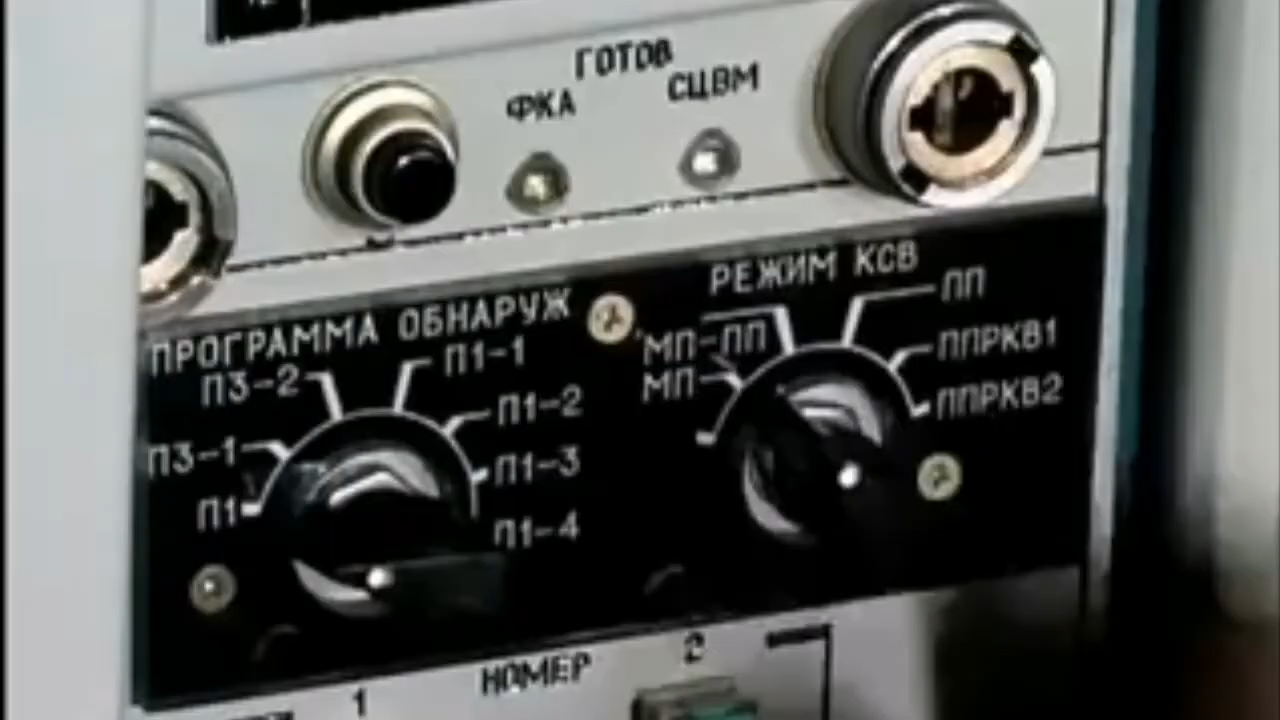 ГОТОВ
ФКА СЦВМ
ПРОГРАММА ОБНАРУЖ
П3-2 П1-1
П1-2
П3-1 П1-3
П1 П1-4
РЕЖИМ КСВ
ПП
МП-ПП ППРКВ1
МП ППРКВ2
НОМЕР
1 2